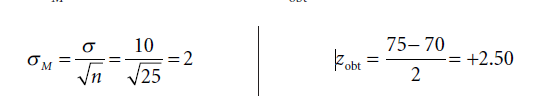 σ_M = σ/√n = 10/√25 = 2
z_obt = 75– 70/2 = +2.50